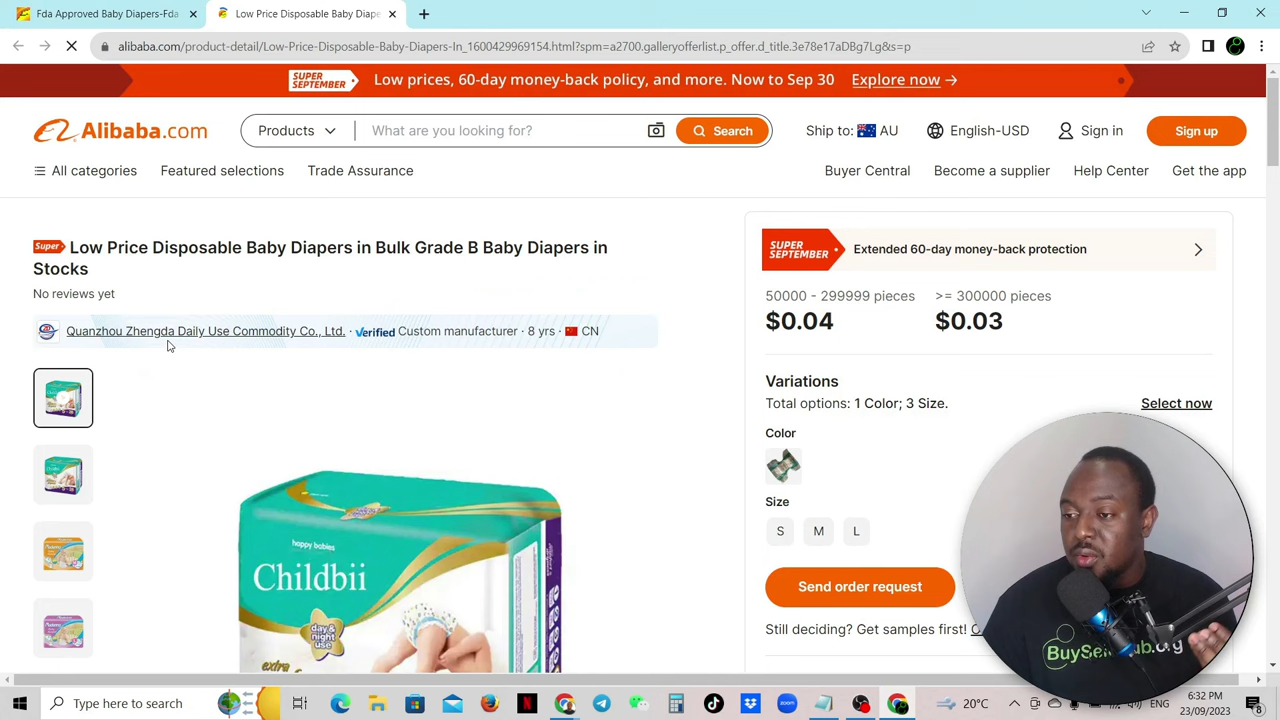 Fda Approved Baby Diapers-Fda
Low Price Disposable Baby Diape
alibaba.com/product-detail/Low-Price-Disposable-Baby-Diapers-In_1600429969154.html?spm=a2700.galleryofferlist.p_offer.d_title.3e78e17aDBg7Lg&s=p
SUPER SEPTEMBER Low prices, 60-day money-back policy, and more. Now to Sep 30 Explore now
Alibaba.com Products What are you looking for? Search Ship to: AU English-USD Sign in Sign up
All categories Featured selections Trade Assurance Buyer Central Become a supplier Help Center Get the app
Super Low Price Disposable Baby Diapers in Bulk Grade B Baby Diapers in
Stocks
No reviews yet
Quanzhou Zhengda Daily Use Commodity Co., Ltd. · Verified Custom manufacturer · 8 yrs · CN
happy babies
Childbii
day &
night
use
extra
SUPER
SEPTEMBER
Extended 60-day money-back protection
50000 - 299999 pieces >= 300000 pieces
$0.04 $0.03
Variations
Total options: 1 Color; 3 Size. Select now
Color
Size
S M L
Send order request
Still deciding? Get samples first!
Type here to search
20°C
ENG
6:32 PM
23/09/2023
8